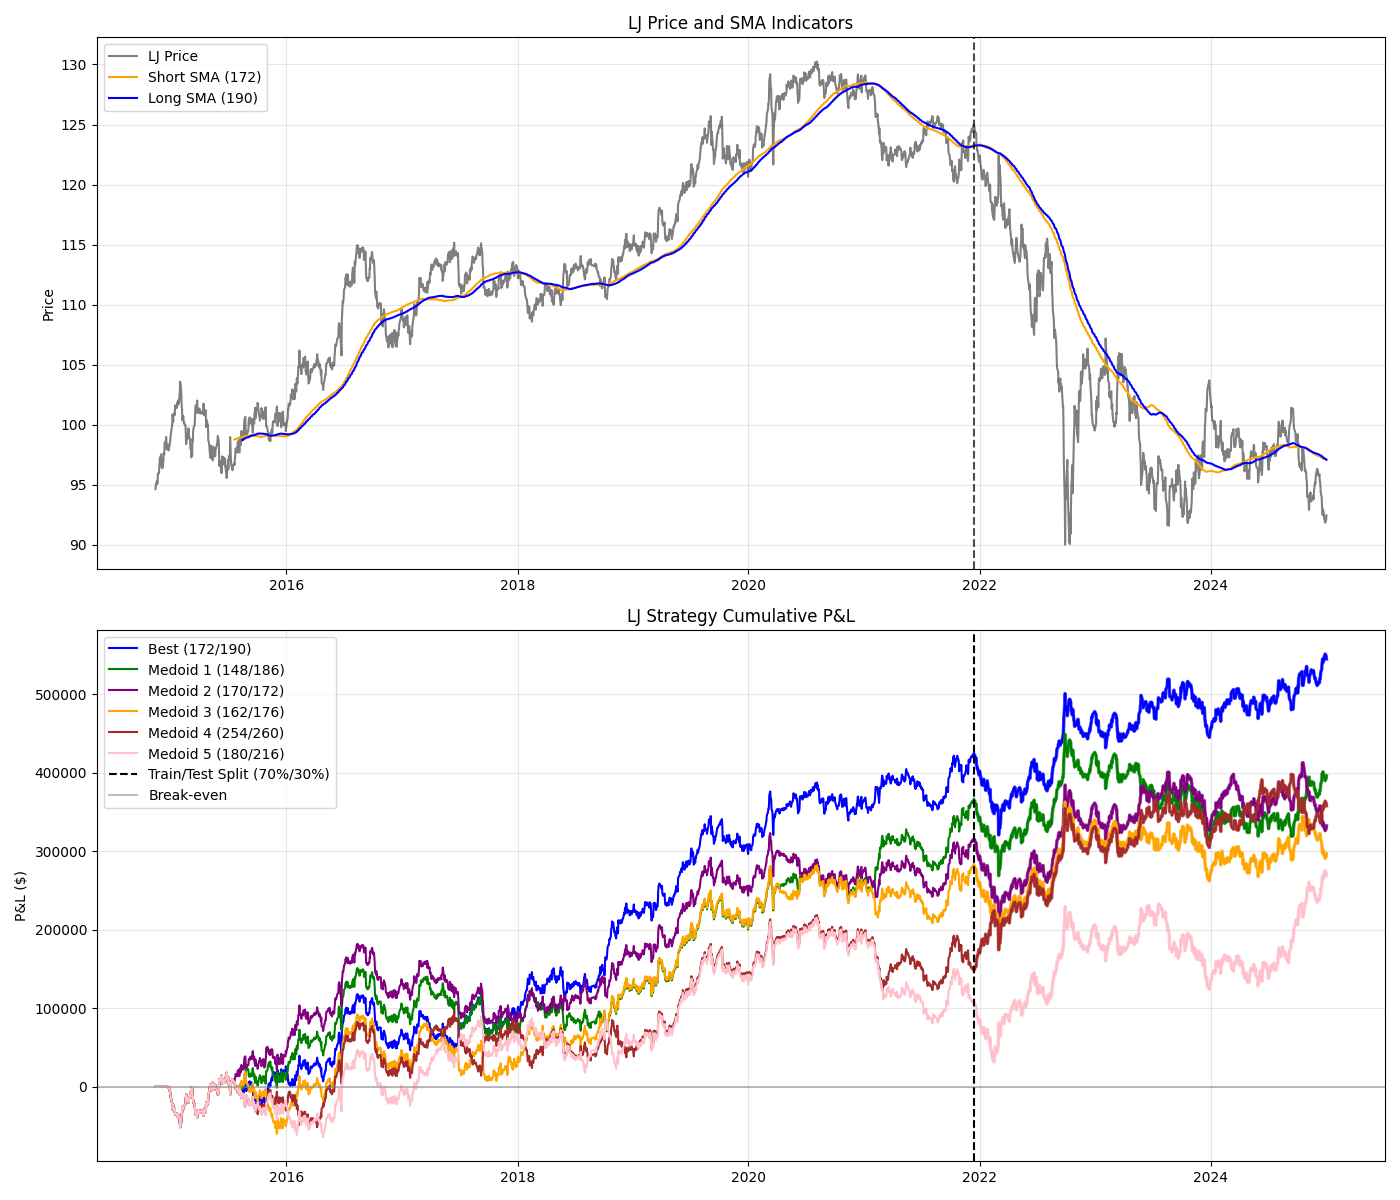 LJ Price and SMA Indicators
LJ Price
Short SMA (172)
Long SMA (190)
Price
130
125
120
115
110
105
100
95
90
2016
2018
2020
2022
2024
LJ Strategy Cumulative P&L
Best (172/190)
Medoid 1 (148/186)
Medoid 2 (170/172)
Medoid 3 (162/176)
Medoid 4 (254/260)
Medoid 5 (180/216)
Train/Test Split (70%/30%)
Break-even
P&L ($)
500000
400000
300000
200000
100000
0
2016
2018
2020
2022
2024